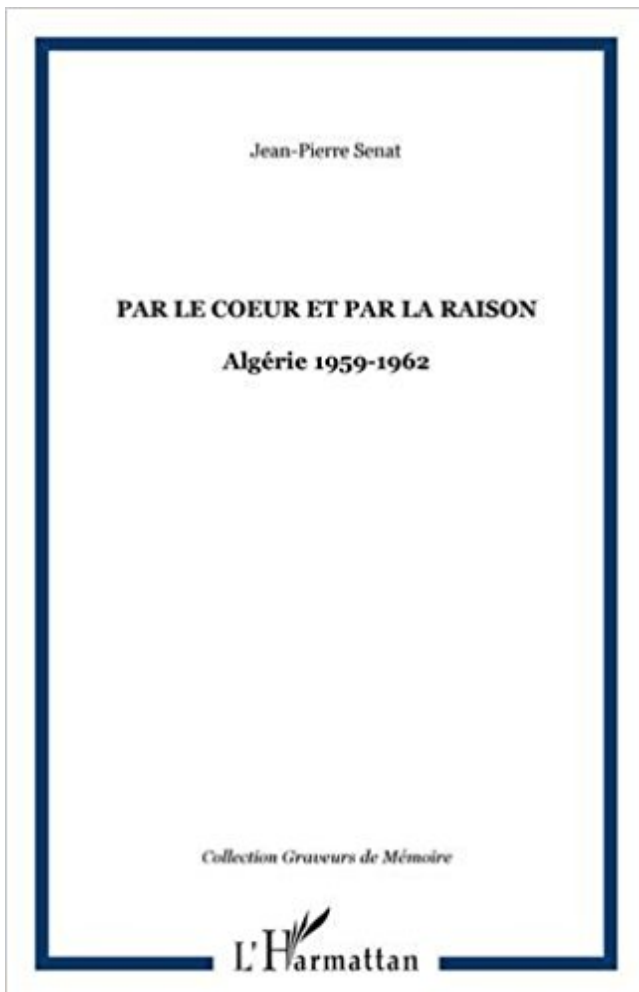 Jean-Pierre Senat
PAR LE COEUR ET PAR LA RAISON
Algérie 1959-1962
Collection Graveurs de Mémoire
L'Harmattan